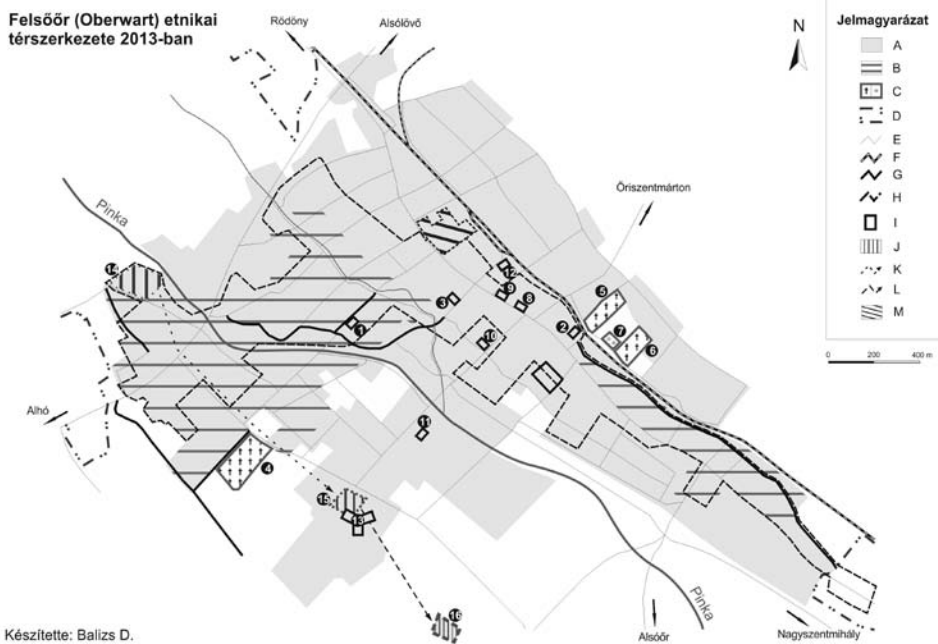 Felsőőr (Oberwart) etnikai
térszerkezete 2013-ban
Rödöny
Alsólövő
N
Jelmagyarázat
A
B
C
D
E
F
G
H
I
J
K
L
M
0 200 400 m
Őriszentmárton
Pinka
14
12
9
8
5
3
2
7
1
10
6
Alhó
11
4
15
13
16
Pinka
Alsóőr
Nagyszentmihály
Készítette: Balizs D.